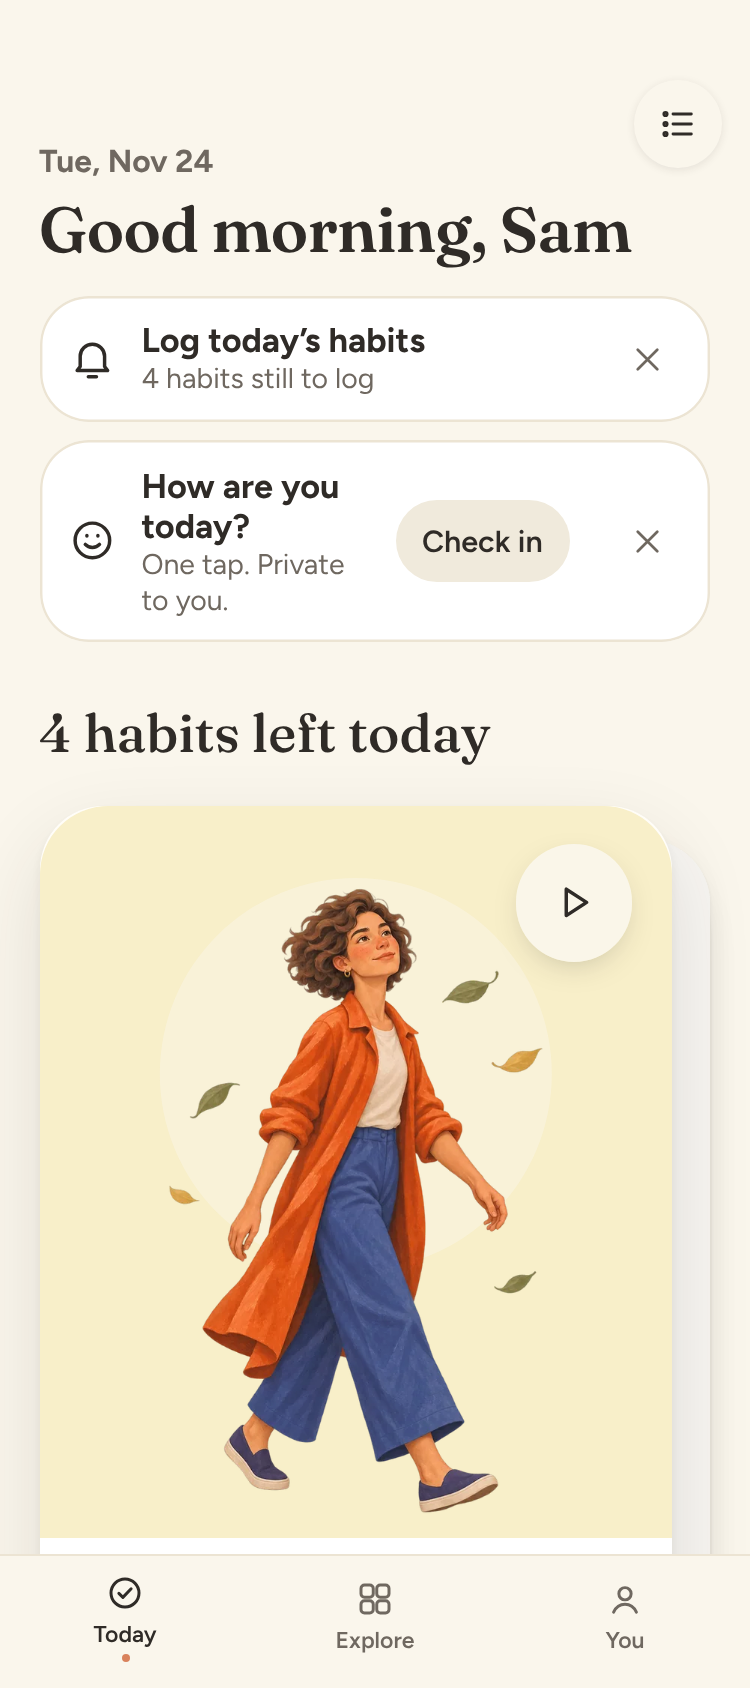 Tue, Nov 24
Good morning, Sam
Log today’s habits
4 habits still to log
How are you
today?
One tap. Private
to you.
Check in
4 habits left today
Today
Explore
You